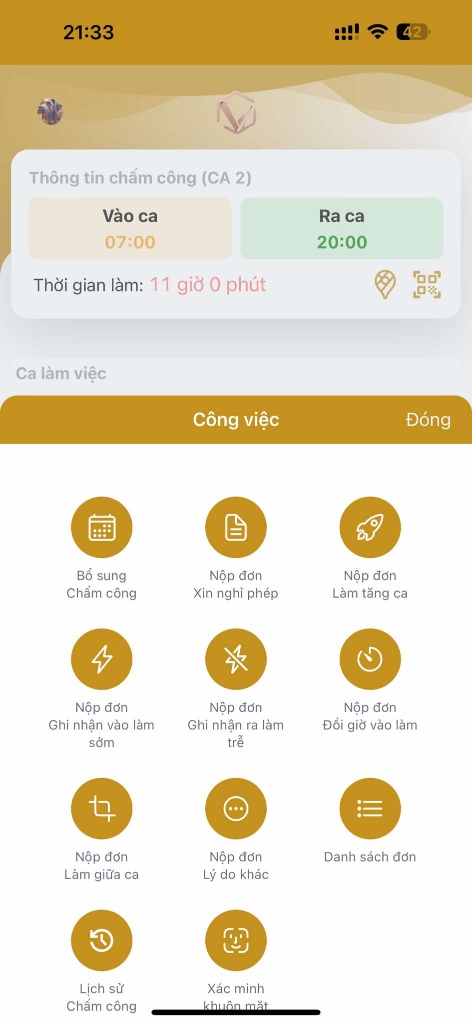 21:33
42
Thông tin chấm công (CA 2)
Vào ca
Ra ca
07:00
20:00
Thời gian làm: 11 giờ 0 phút
Ca làm việc
Công việc
Đóng
Bổ sung
Chấm công
Nộp đơn
Xin nghỉ phép
Nộp đơn
Làm tăng ca
Nộp đơn
Ghi nhận vào làm
sớm
Nộp đơn
Ghi nhận ra làm
trễ
Nộp đơn
Đổi giờ vào làm
Nộp đơn
Làm giữa ca
Nộp đơn
Lý do khác
Danh sách đơn
Lịch sử
Chấm công
Xác minh
khuôn mặt